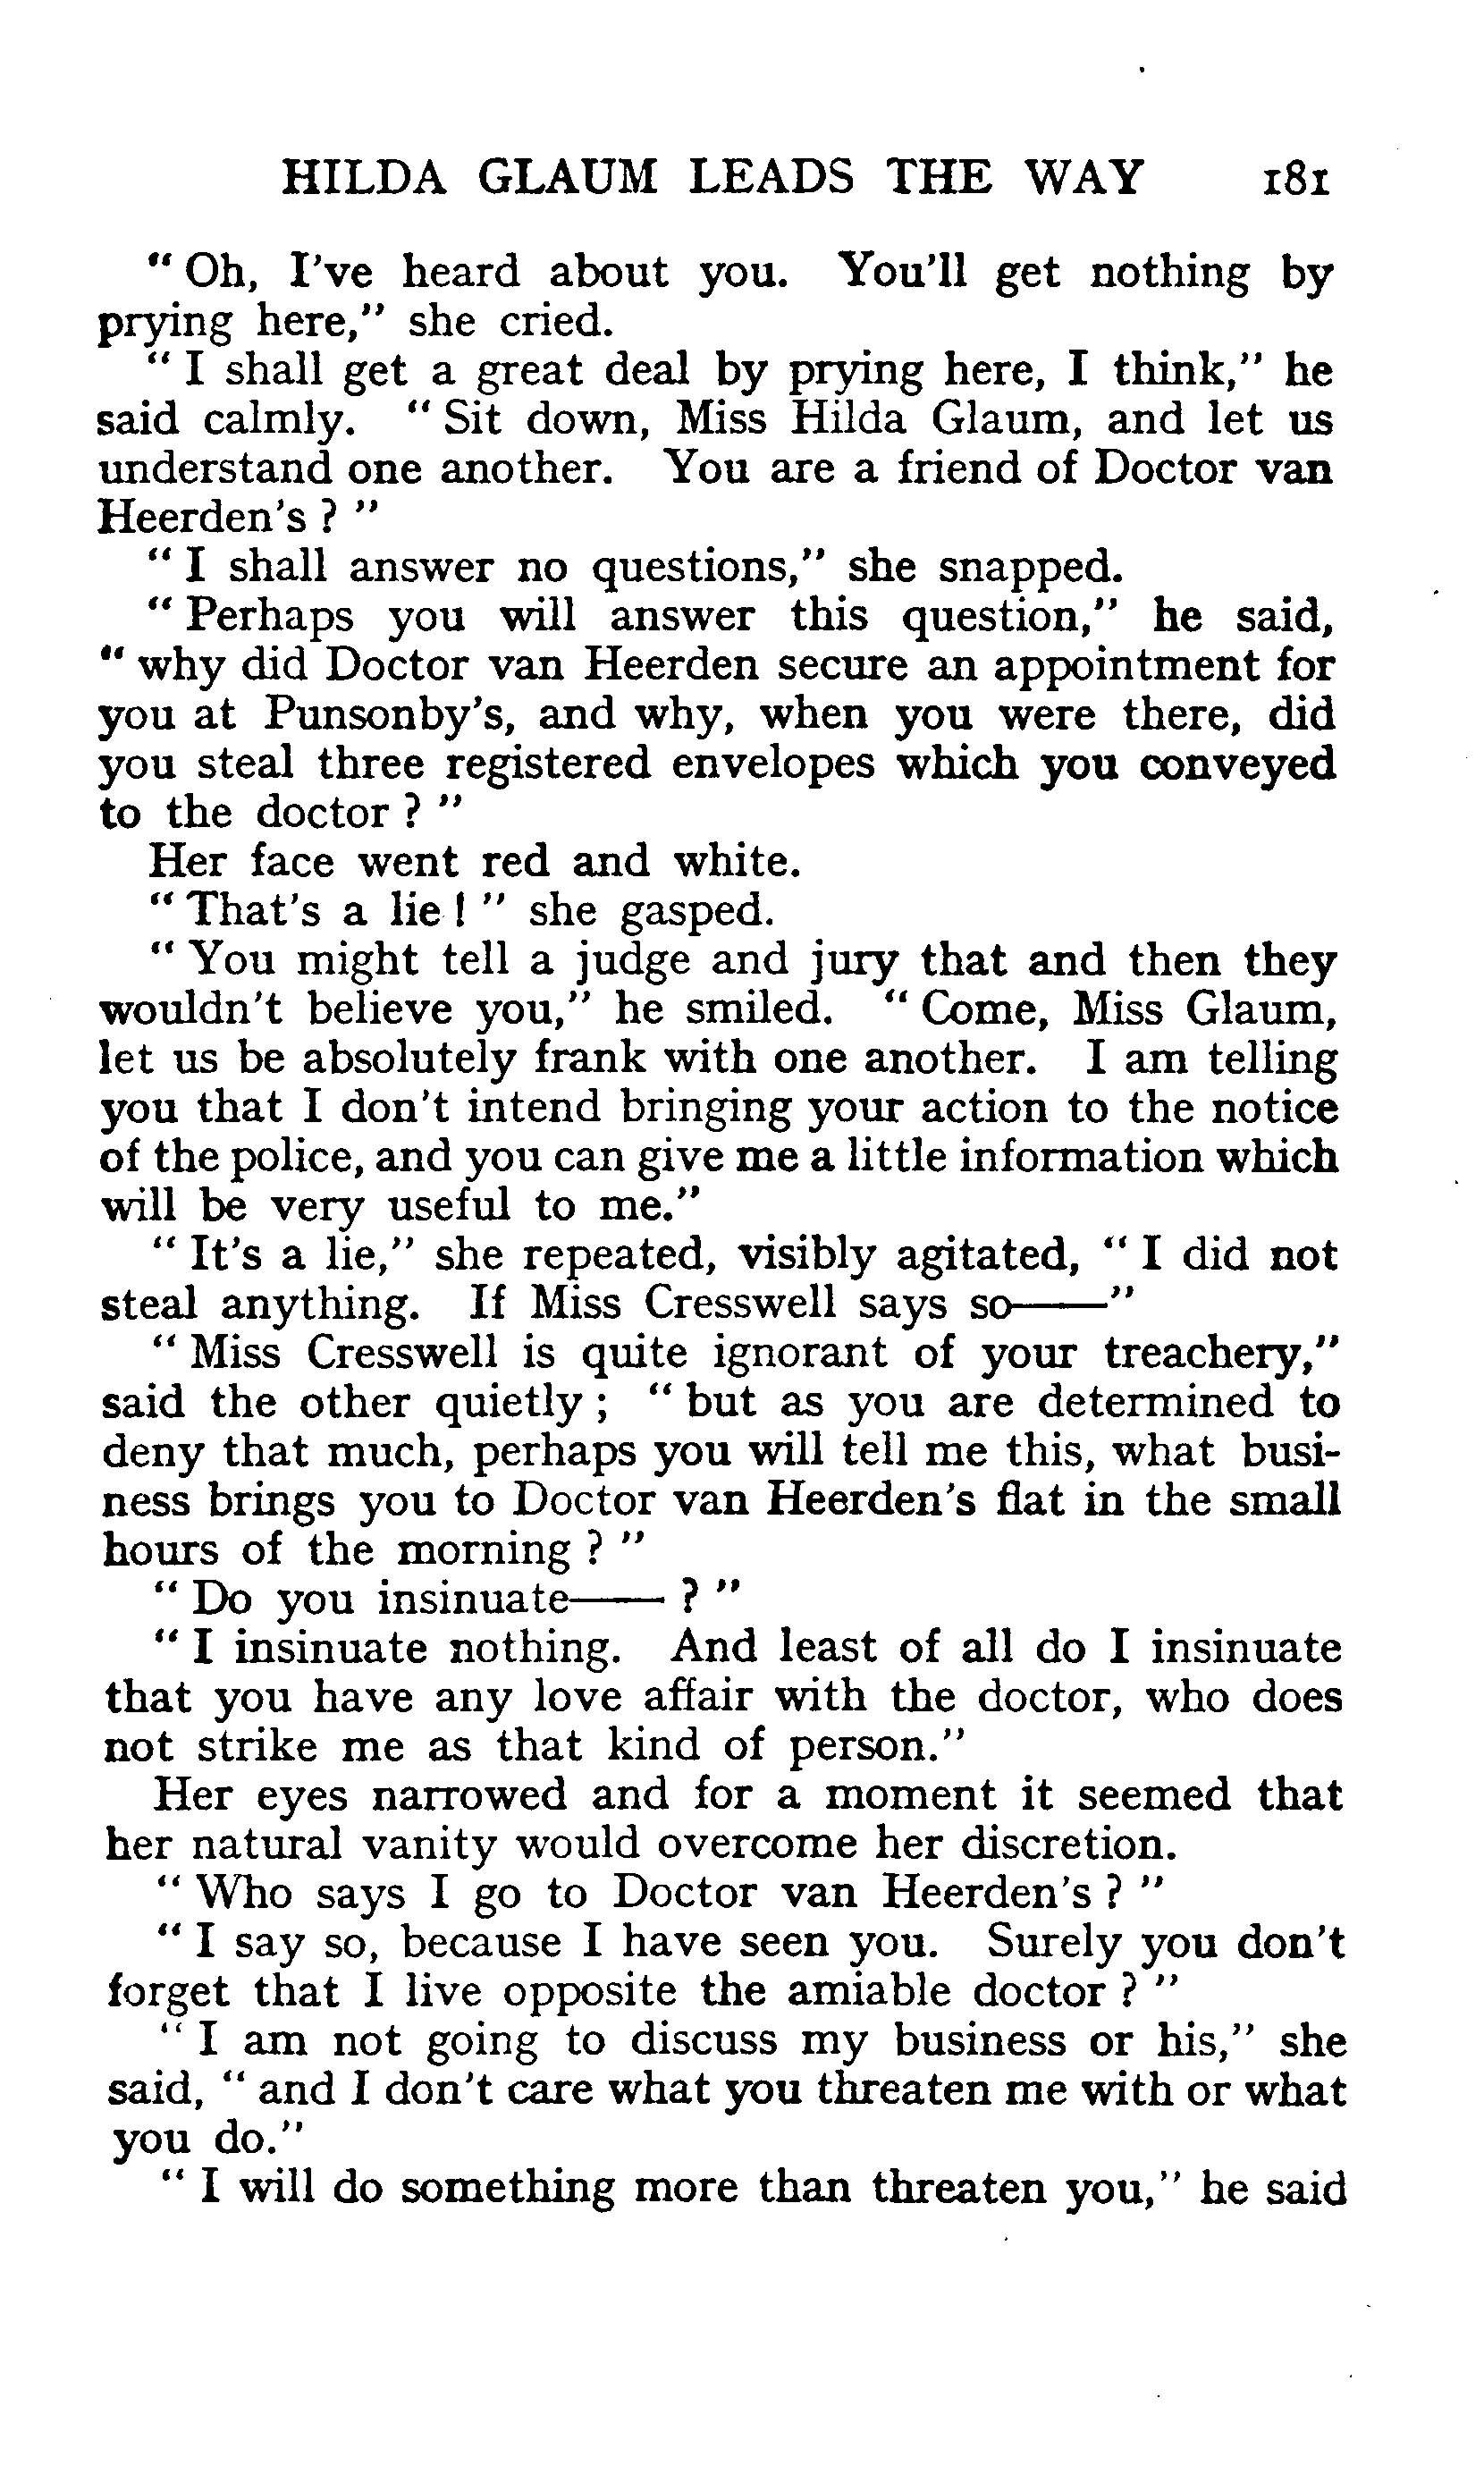 HILDA GLAUM LEADS THE WAY 181
" Oh, I've heard about you. You'll get nothing by
prying here," she cried.
" I shall get a great deal by prying here, I think," he
said calmly. " Sit down, Miss Hilda Glaum, and let us
understand one another. You are a friend of Doctor van
Heerden's ? "
" I shall answer no questions," she snapped.
" Perhaps you will answer this question," he said,
" why did Doctor van Heerden secure an appointment for
you at Punsonby's, and why, when you were there, did
you steal three registered envelopes which you conveyed
to the doctor ? "
Her face went red and white.
" That's a lie ! " she gasped.
" You might tell a judge and jury that and then they
wouldn't believe you," he smiled. " Come, Miss Glaum,
let us be absolutely frank with one another. I am telling
you that I don't intend bringing your action to the notice
of the police, and you can give me a little information which
will be very useful to me."
" It's a lie," she repeated, visibly agitated, " I did not
steal anything. If Miss Cresswell says so——"
" Miss Cresswell is quite ignorant of your treachery,"
said the other quietly ; " but as you are determined to
deny that much, perhaps you will tell me this, what busi-
ness brings you to Doctor van Heerden's flat in the small
hours of the morning ? "
" Do you insinuate—— ? "
" I insinuate nothing. And least of all do I insinuate
that you have any love affair with the doctor, who does
not strike me as that kind of person."
Her eyes narrowed and for a moment it seemed that
her natural vanity would overcome her discretion.
" Who says I go to Doctor van Heerden's ? "
" I say so, because I have seen you. Surely you don't
forget that I live opposite the amiable doctor ? "
" I am not going to discuss my business or his," she
said, " and I don't care what you threaten me with or what
you do."
" I will do something more than threaten you," he said